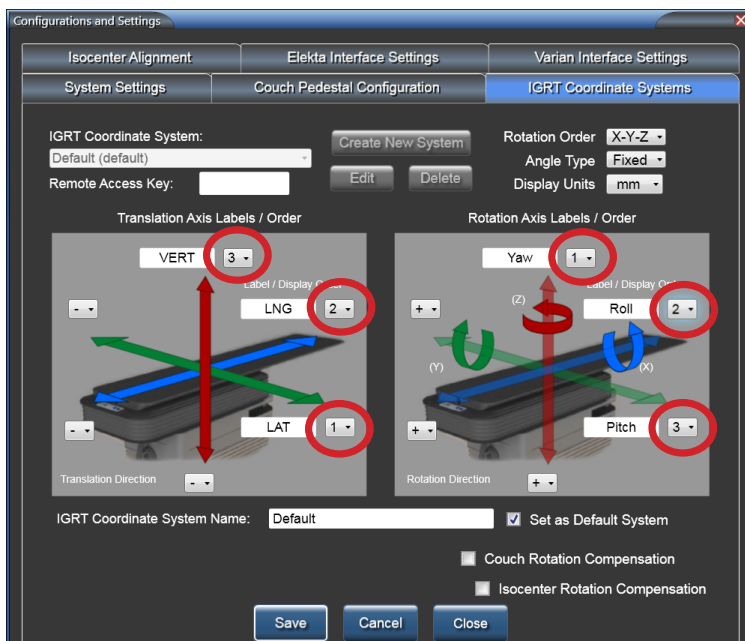 Configurations and Settings
Isocenter Alignment
Elekta Interface Settings
Varian Interface Settings
System Settings
Couch Pedestal Configuration
IGRT Coordinate Systems
IGRT Coordinate System:
Create New System
Rotation Order X-Y-Z
Default (default)
Angle Type Fixed
Remote Access Key:
Edit
Delete
Display Units mm
Translation Axis Labels / Order
Rotation Axis Labels / Order
VERT 3
Yaw 1
Label / Display Order
Label / Display Order
- LNG 2
+ (Z) Roll 2
(Y) (X)
- LAT 1
+ Pitch 3
Translation Direction -
Rotation Direction +
IGRT Coordinate System Name: Default
Set as Default System
Couch Rotation Compensation
Isocenter Rotation Compensation
Save
Cancel
Close